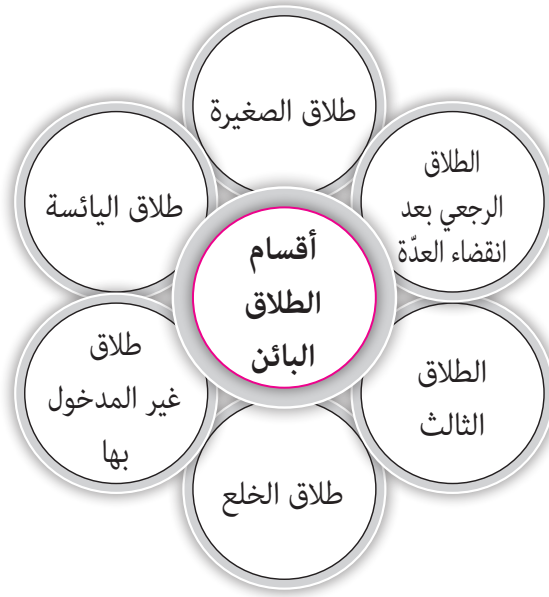 أقسام
الطلاق
البائن
طلاق الصغيرة
الطلاق
الرجعي بعد
انقضاء العدّة
الطلاق
الثالث
طلاق الخلع
طلاق
غير المدخول
بها
طلاق اليائسة